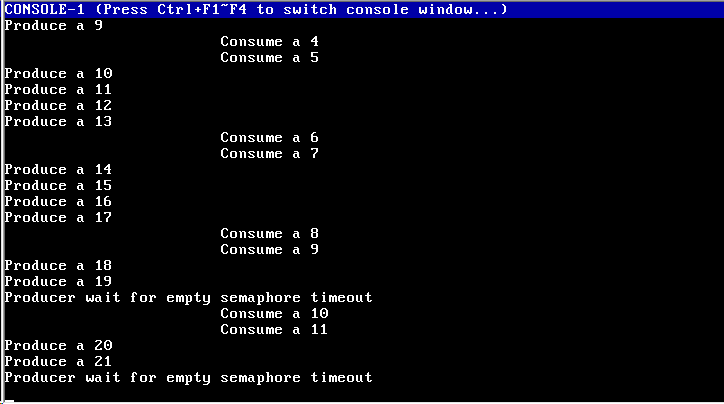 CONSOLE-1 (Press Ctrl+F1~F4 to switch console window...)
Produce a 9
Consume a 4
Consume a 5
Produce a 10
Produce a 11
Produce a 12
Produce a 13
Consume a 6
Consume a 7
Produce a 14
Produce a 15
Produce a 16
Produce a 17
Consume a 8
Consume a 9
Produce a 18
Produce a 19
Producer wait for empty semaphore timeout
Consume a 10
Consume a 11
Produce a 20
Produce a 21
Producer wait for empty semaphore timeout